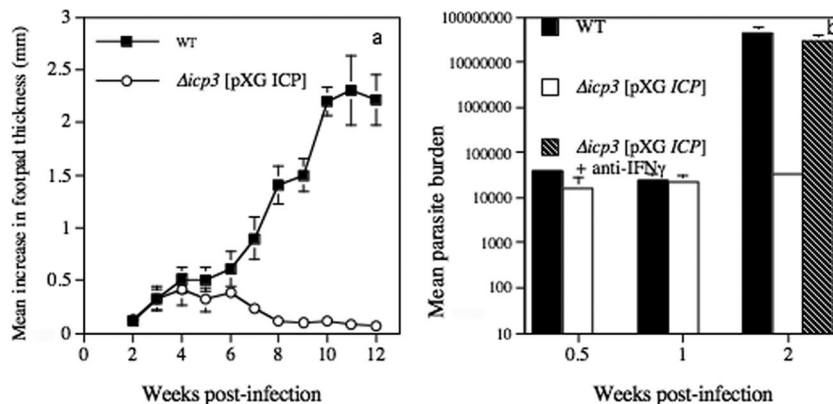 Mean increase in footpad thickness (mm)
3
2.5
2
1.5
1
0.5
0
WT
Δicp3 [pXG ICP]
a
0 2 4 6 8 10 12
Weeks post-infection
Mean parasite burden
100000000
10000000
100000
10000
1000
100
10
WT
Δicp3 [pXG ICP]
Δicp3 [pXG ICP]
+ anti-IFNγ
b
0.5 1 2
Weeks post-infection